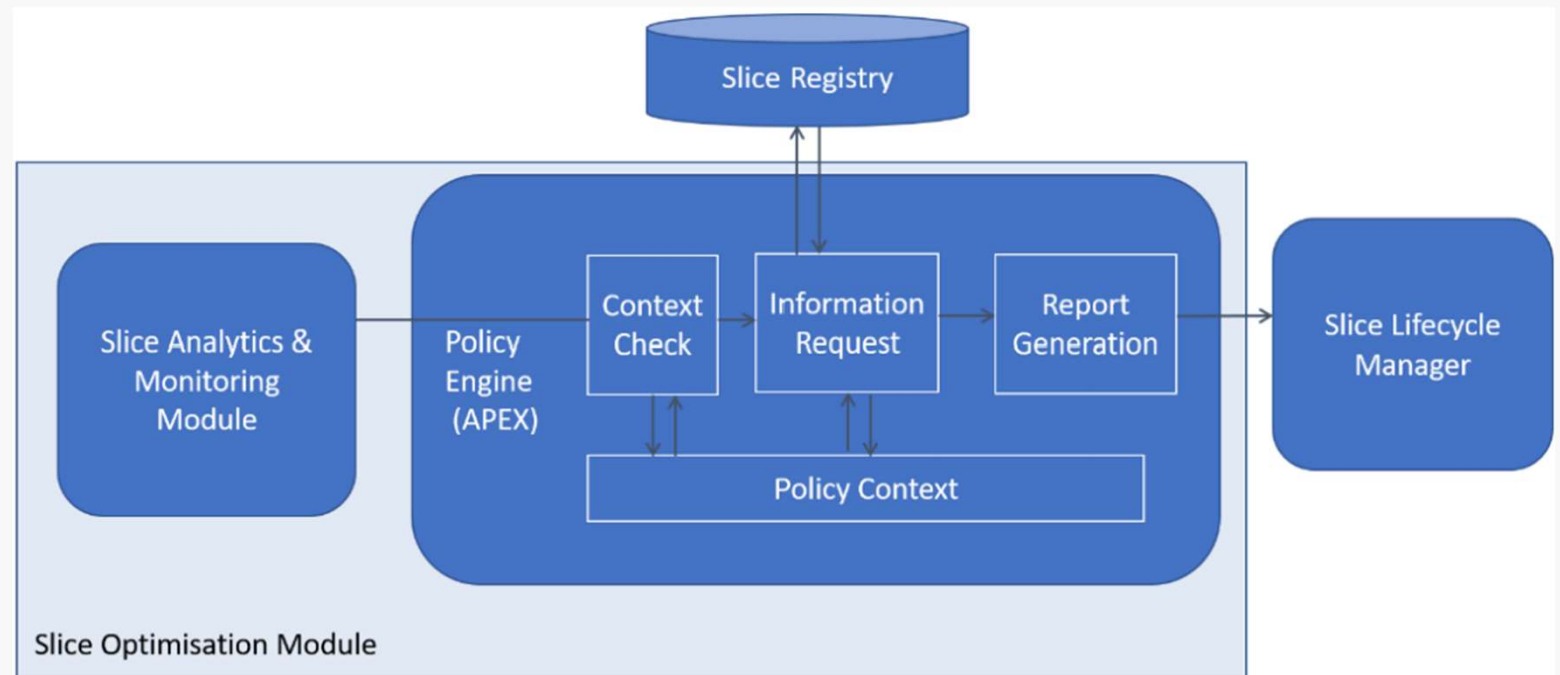 Slice Registry
Slice Analytics &
Monitoring
Module
Policy
Engine
(APEX)
Context
Check
Information
Request
Report
Generation
Policy Context
Slice Lifecycle
Manager
Slice Optimisation Module